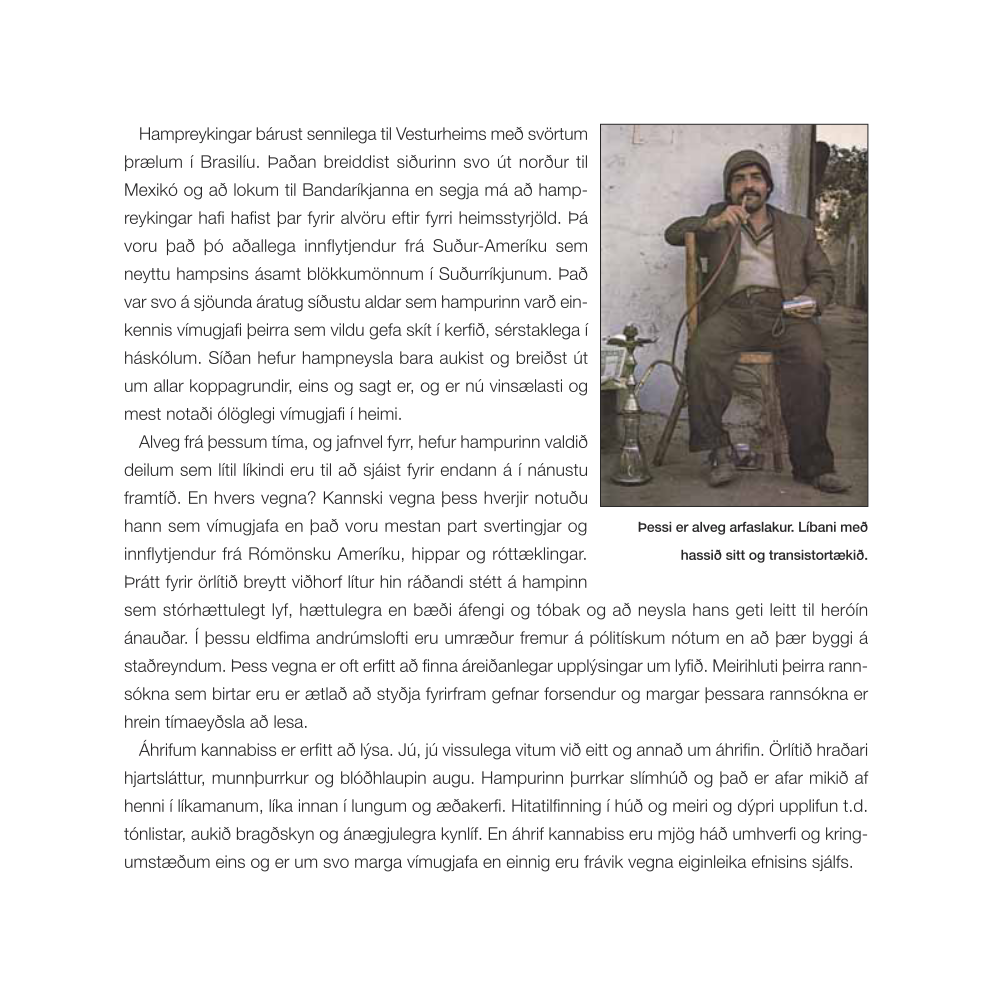 Hampreykingar bárust sennilega til Vesturheims með svörtum
þrælum í Brasilíu. Þaðan breiddist siðurinn svo út norður til
Mexikó og að lokum til Bandaríkjanna en segja má að hamp-
reykingar hafi hafist þar fyrir alvöru eftir fyrri heimsstyrjöld. Þá
voru það þó aðallega innflytjendur frá Suður-Ameríku sem
neyttu hampsins ásamt blökkumönnum í Suðurríkjunum. Það
var svo á sjöunda áratug síðustu aldar sem hampurinn varð ein-
kennis vímugjafi þeirra sem vildu gefa skít í kerfið, sérstaklega í
háskólum. Síðan hefur hampneysla bara aukist og breiðst út
um allar koppagrundir, eins og sagt er, og er nú vinsælasti og
mest notaði ólöglegi vímugjafi í heimi.
Alveg frá þessum tíma, og jafnvel fyrr, hefur hampurinn valdið
deilum sem lítil líkindi eru til að sjáist fyrir endann á í nánustu
framtíð. En hvers vegna? Kannski vegna þess hverjir notuðu
hann sem vímugjafa en það voru mestan part svertingjar og
innflytjendur frá Rómönsku Ameríku, hippar og róttæklingar.
Þrátt fyrir örlítið breytt viðhorf lítur hin ráðandi stétt á hampinn
sem stórhættulegt lyf, hættulegra en bæði áfengi og tóbak og að neysla hans geti leitt til heróín
ánauðar. Í þessu eldfima andrúmslofti eru umræður fremur á pólitískum nótum en að þær byggi á
staðreyndum. Þess vegna er oft erfitt að finna áreiðanlegar upplýsingar um lyfið. Meirihluti þeirra rann-
sókna sem birtar eru er ætlað að styðja fyrirfram gefnar forsendur og margar þessara rannsókna er
hrein tímaeyðsla að lesa.
Áhrifum kannabiss er erfitt að lýsa. Jú, jú vissulega vitum við eitt og annað um áhrifin. Örlítið hraðari
hjartsláttur, munnþurrkur og blóðhlaupin augu. Hampurinn þurrkar slímhúð og það er afar mikið af
henni í líkamanum, líka innan í lungum og æðakerfi. Hitatilfinning í húð og meiri og dýpri upplifun t.d.
tónlistar, aukið bragðskyn og ánægjulegra kynlíf. En áhrif kannabiss eru mjög háð umhverfi og kring-
umstæðum eins og er um svo marga vímugjafa en einnig eru frávik vegna eiginleika efnisins sjálfs.
Þessi er alveg arfaslakur. Líbani með
hassið sitt og transistortækið.